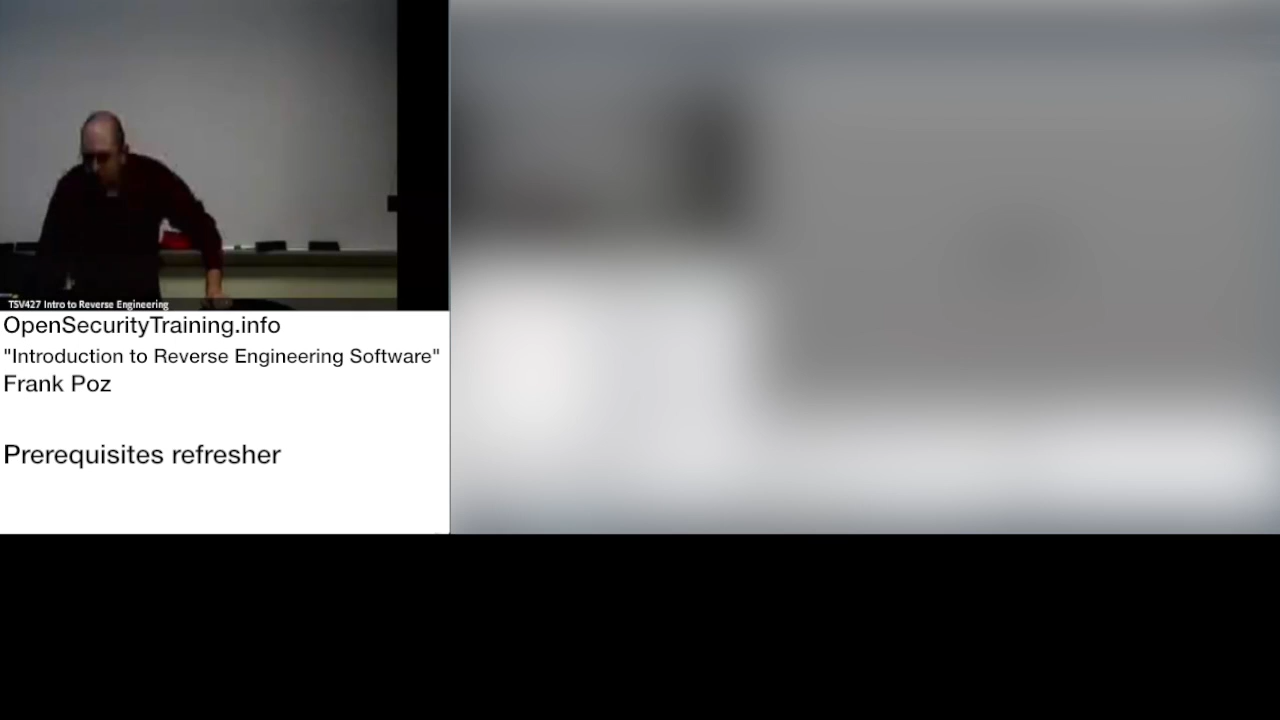 TSV427 Intro to Reverse Engineering
OpenSecurityTraining.info
"Introduction to Reverse Engineering Software"
Frank Poz
Prerequisites refresher